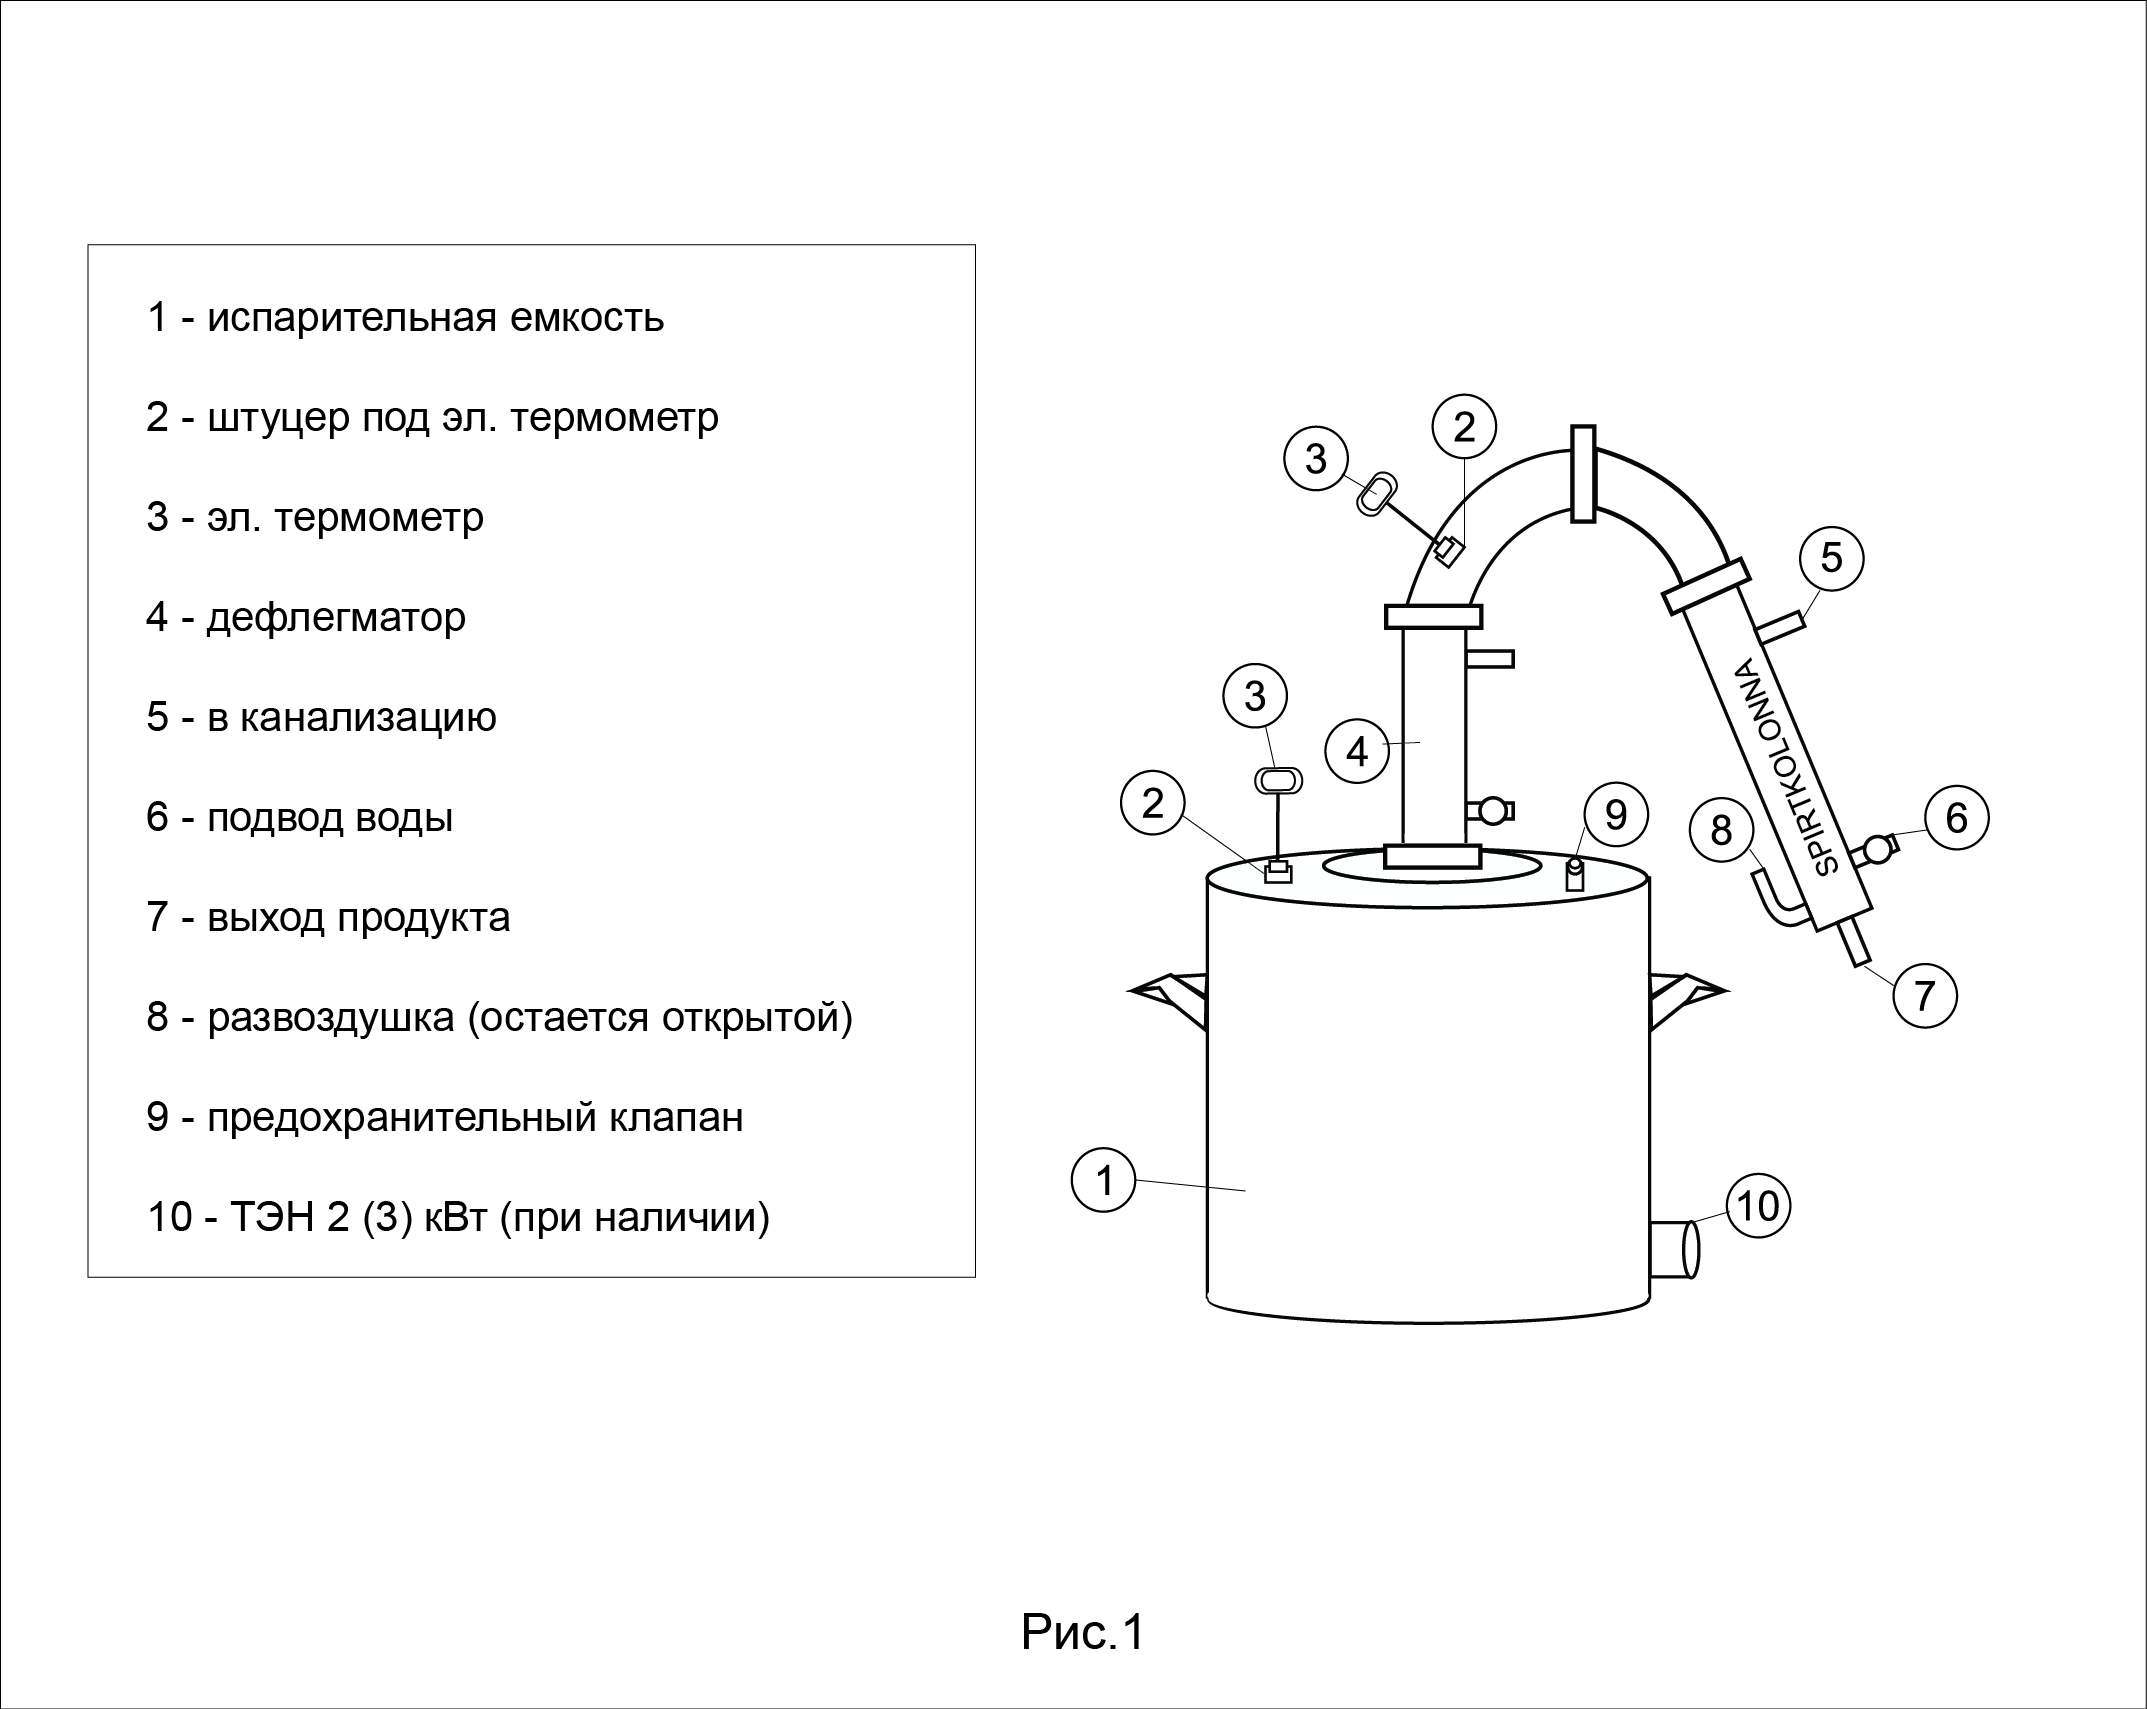 1 - испарительная емкость
2 - штуцер под эл. термометр
3 - эл. термометр
4 - дефлегматор
5 - в канализацию
6 - подвод воды
7 - выход продукта
8 - развоздушка (остается открытой)
9 - предохранительный клапан
10 - ТЭН 2 (3) кВт (при наличии)
2
3
5
3
4
2
9
8
6
SPIRTKOLONNA
7
1
10
Рис.1